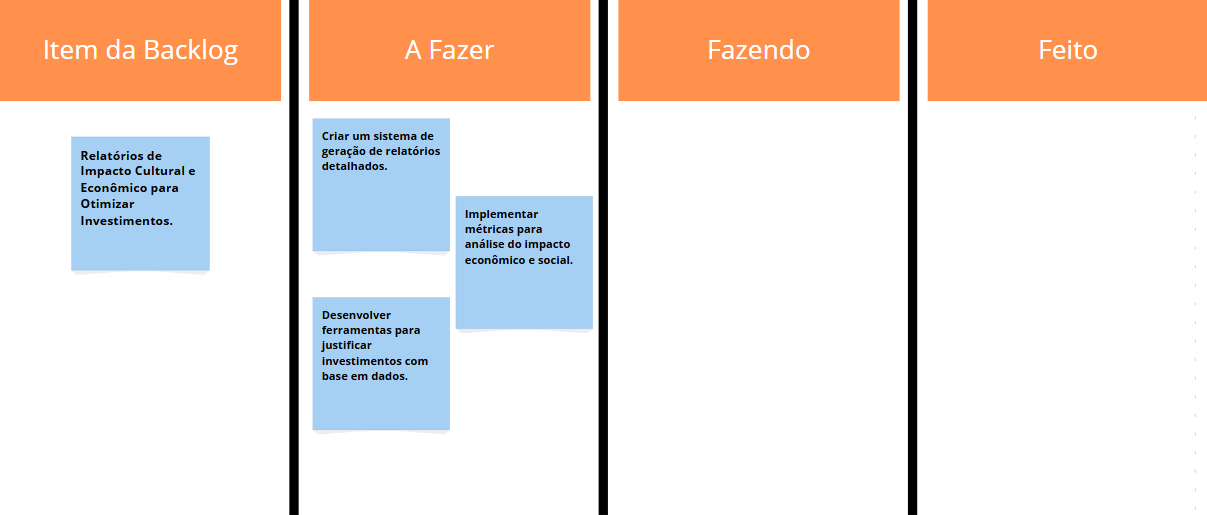 Item da Backlog
A Fazer
Fazendo
Feito
Relatórios de
Impacto Cultural e
Econômico para
Otimizar
Investimentos.
Criar um sistema de
geração de relatórios
detalhados.
Implementar
métricas para
análise do impacto
econômico e social.
Desenvolver
ferramentas para
justificar
investimentos com
base em dados.